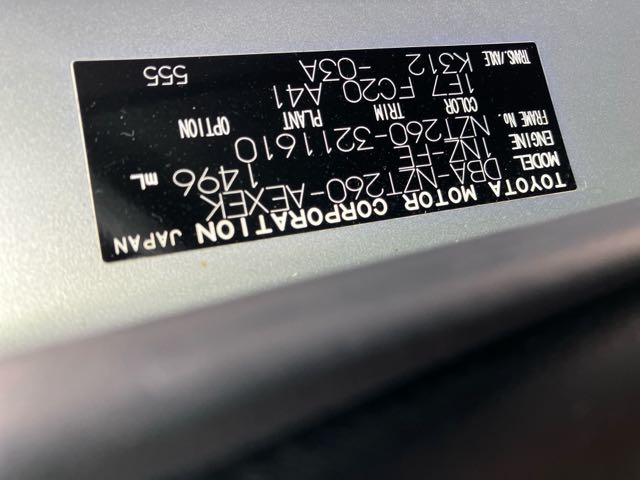 TOYOTA MOTOR CORPORATION JAPAN
MODEL DBA-NZT260-AEXEK
ENGINE 1NZ-FE 1496 mL
FRAME No. NZT260-3211610
COLOR TRIM PLANT OPTION
1E7 FC20 A41
TRANS./AXLE K312 -03A
555